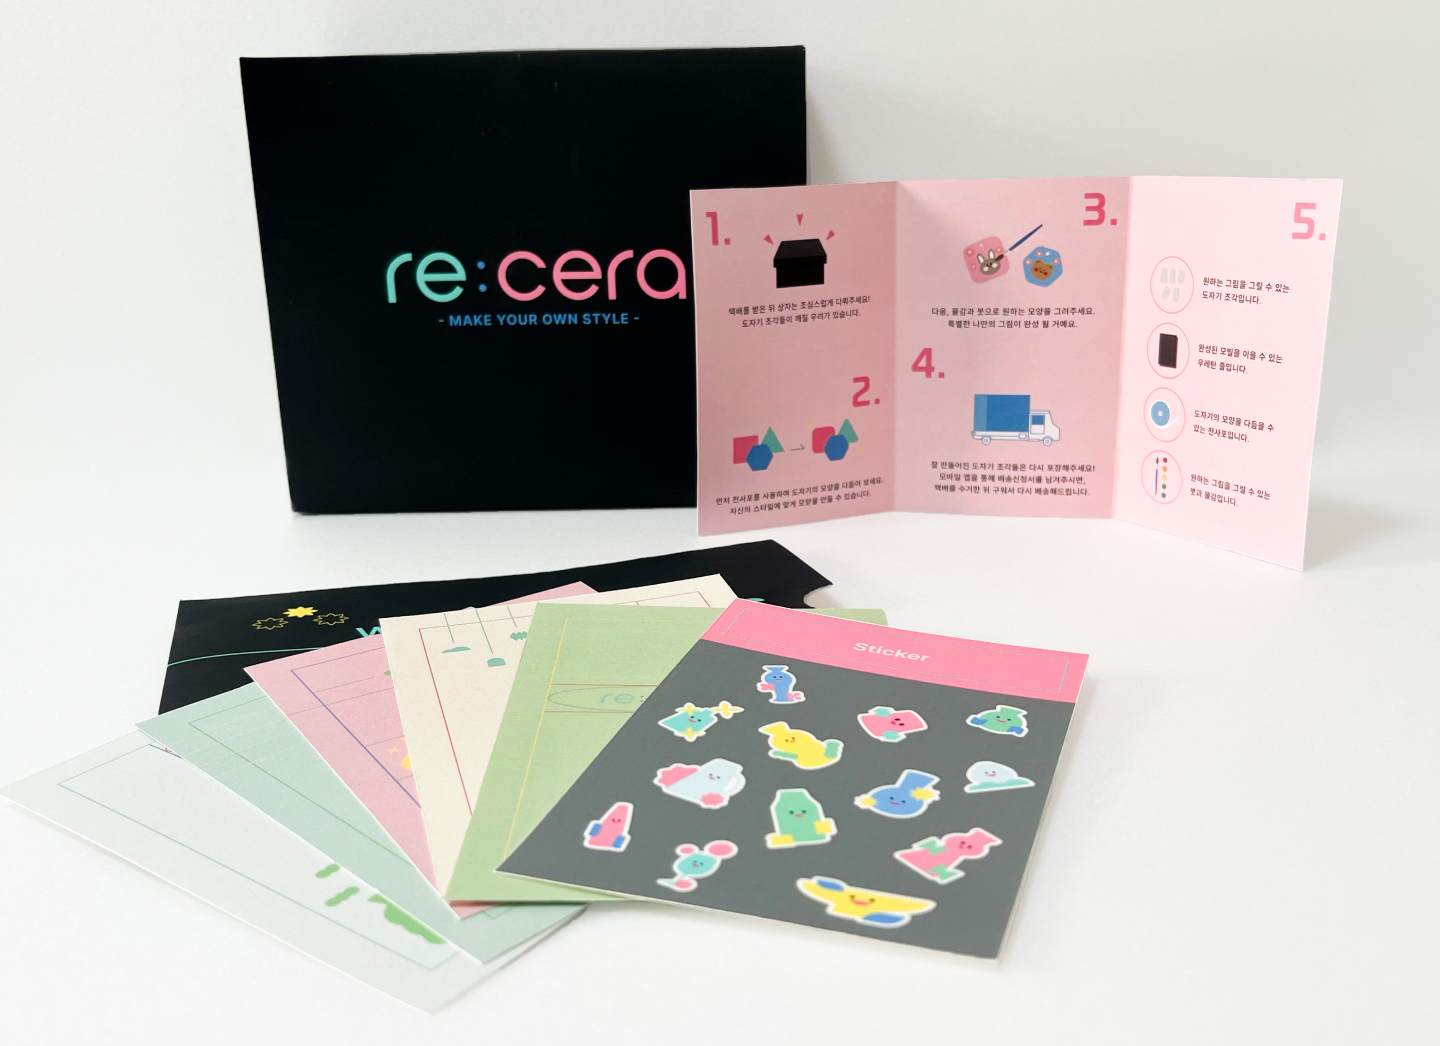 re:cera
- MAKE YOUR OWN STYLE -
1.
택배를 받은 뒤 상자는 조심스럽게 다뤄주세요!
도자기 조각들이 깨질 우려가 있습니다.
2.
먼저 천사포를 사용하여 도자기의 모양을 다듬어 보세요.
자신의 스타일에 맞게 모양을 만들 수 있습니다.
3.
다음, 물감과 붓으로 원하는 모양을 그려주세요.
특별한 나만의 그림이 완성 될 거예요.
4.
잘 만들어진 도자기 조각들은 다시 포장해주세요!
모바일 앱을 통해 배송신청서를 남겨주시면,
택배를 수거한 뒤 구워서 다시 배송해드립니다.
5.
원하는 그림을 그릴 수 있는
도자기 조각입니다.
완성된 모빌을 이을 수 있는
우레탄 줄입니다.
도자기의 모양을 다듬을 수
있는 천사포입니다.
원하는 그림을 그릴 수 있는
붓과 물감입니다.
re:
Sticker